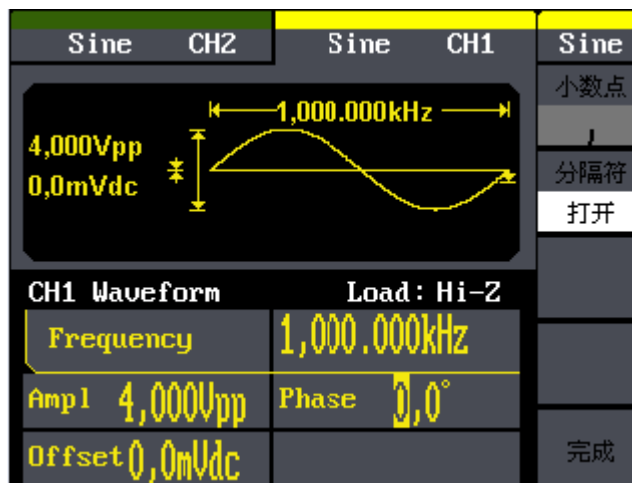 Sine CH2 Sine CH1 Sine
小数点
,
分隔符
打开
完成
1,000.000kHz
4,000Vpp
0,0mVdc
CH1 Waveform Load: Hi-Z
Frequency 1,000.000kHz
Ampl 4,000Vpp Phase 0,0°
Offset 0,0mVdc